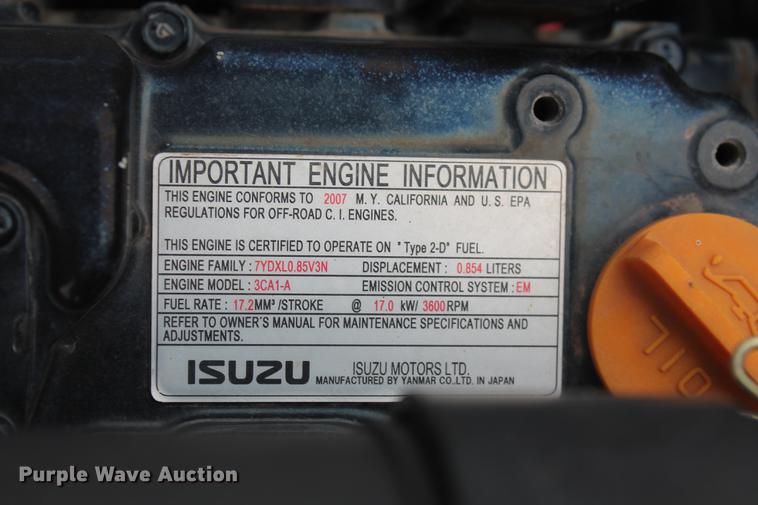 IMPORTANT ENGINE INFORMATION
THIS ENGINE CONFORMS TO 2007 M. Y. CALIFORNIA AND U. S. EPA
REGULATIONS FOR OFF-ROAD C. I. ENGINES.
THIS ENGINE IS CERTIFIED TO OPERATE ON " Type 2-D" FUEL.
ENGINE FAMILY : 7YDXL0.85V3N DISPLACEMENT : 0.854 LITERS
ENGINE MODEL : 3CA1-A EMISSION CONTROL SYSTEM : EM
FUEL RATE : 17.2MM³ /STROKE @ 17.0 kW/ 3600RPM
REFER TO OWNER'S MANUAL FOR MAINTENANCE SPECIFICATIONS AND
ADJUSTMENTS.
ISUZU ISUZU MOTORS LTD.
MANUFACTURED BY YANMAR CO.,LTD. IN JAPAN
OIL
Purple Wave Auction